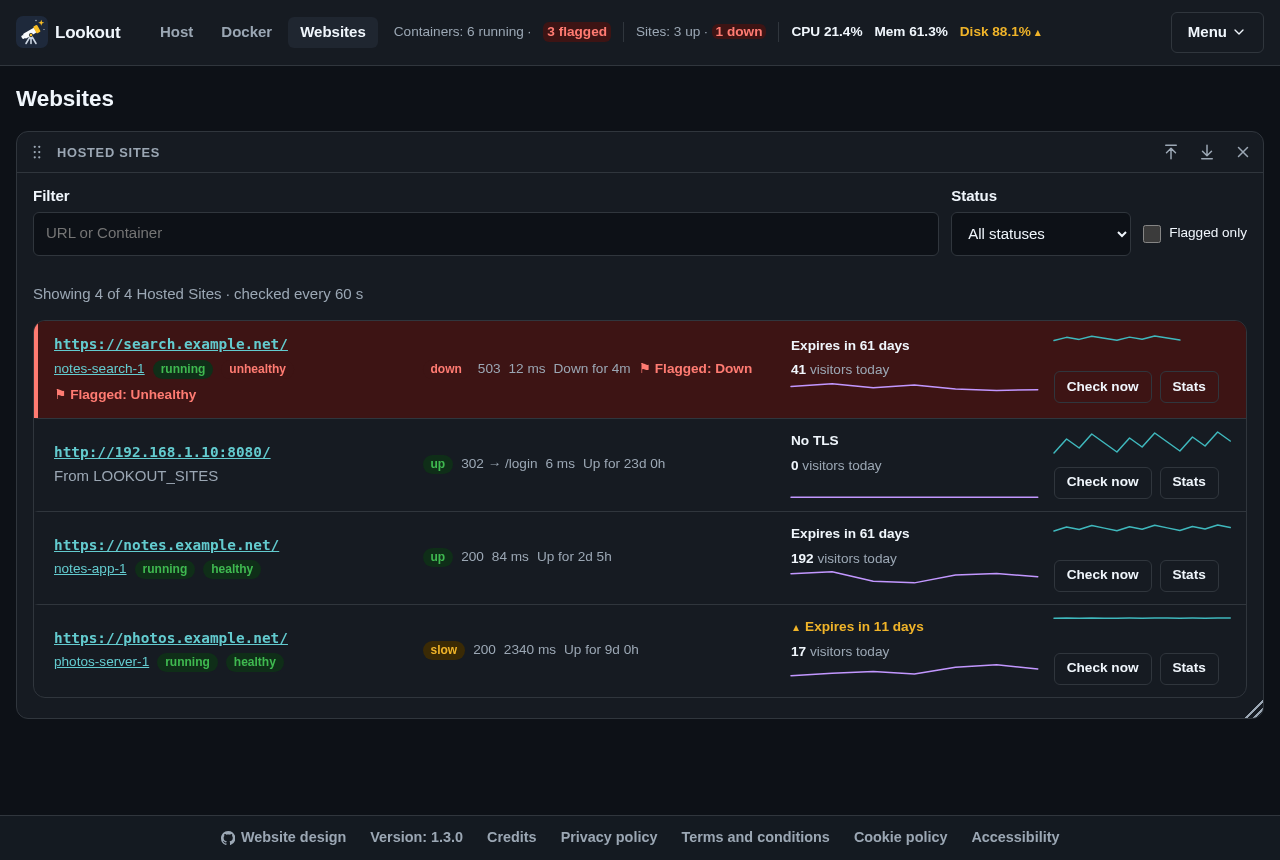 Lookout Host Docker Websites Containers: 6 running · 3 flagged Sites: 3 up · 1 down CPU 21.4% Mem 61.3% Disk 88.1% ▲ Menu
Websites
HOSTED SITES
Filter Status
URL or Container All statuses Flagged only
Showing 4 of 4 Hosted Sites · checked every 60 s
https://search.example.net/
notes-search-1 running unhealthy
⚑ Flagged: Unhealthy
down 503 12 ms Down for 4m ⚑ Flagged: Down
Expires in 61 days
41 visitors today
Check now Stats
http://192.168.1.10:8080/
From LOOKOUT_SITES
up 302 → /login 6 ms Up for 23d 0h
No TLS
0 visitors today
Check now Stats
https://notes.example.net/
notes-app-1 running healthy
up 200 84 ms Up for 2d 5h
Expires in 61 days
192 visitors today
Check now Stats
https://photos.example.net/
photos-server-1 running healthy
slow 200 2340 ms Up for 9d 0h
▲ Expires in 11 days
17 visitors today
Check now Stats
Website design Version: 1.3.0 Credits Privacy policy Terms and conditions Cookie policy Accessibility